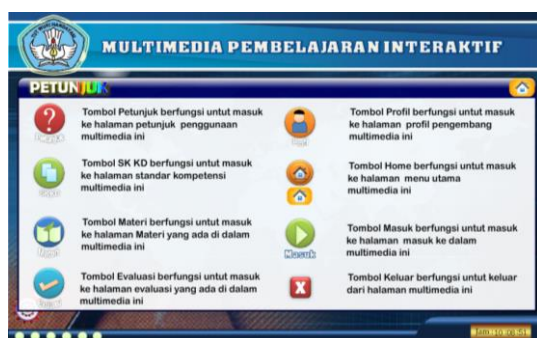 MULTIMEDIA PEMBELAJARAN INTERAKTIF
PETUNJUK
Tombol Petunjuk berfungsi untut masuk
ke halaman petunjuk penggunaan
multimedia ini
Tombol SK KD berfungsi untuk masuk
ke halaman standar kompetensi
multimedia ini
Tombol Materi berfungsi untuk masuk
ke halaman Materi yang ada di dalam
multimedia ini
Tombol Evaluasi berfungsi untuk masuk
ke halaman evaluasi yang ada di dalam
multimedia ini
Tombol Profil berfungsi untuk masuk
ke halaman profil pengembang
multimedia ini
Tombol Home berfungsi untuk masuk
ke halaman menu utama
multimedia ini
Masuk
Tombol Masuk berfungsi untuk masuk
ke halaman masuk ke dalam
multimedia ini
Tombol Keluar berfungsi untuk keluar
dari halaman multimedia ini